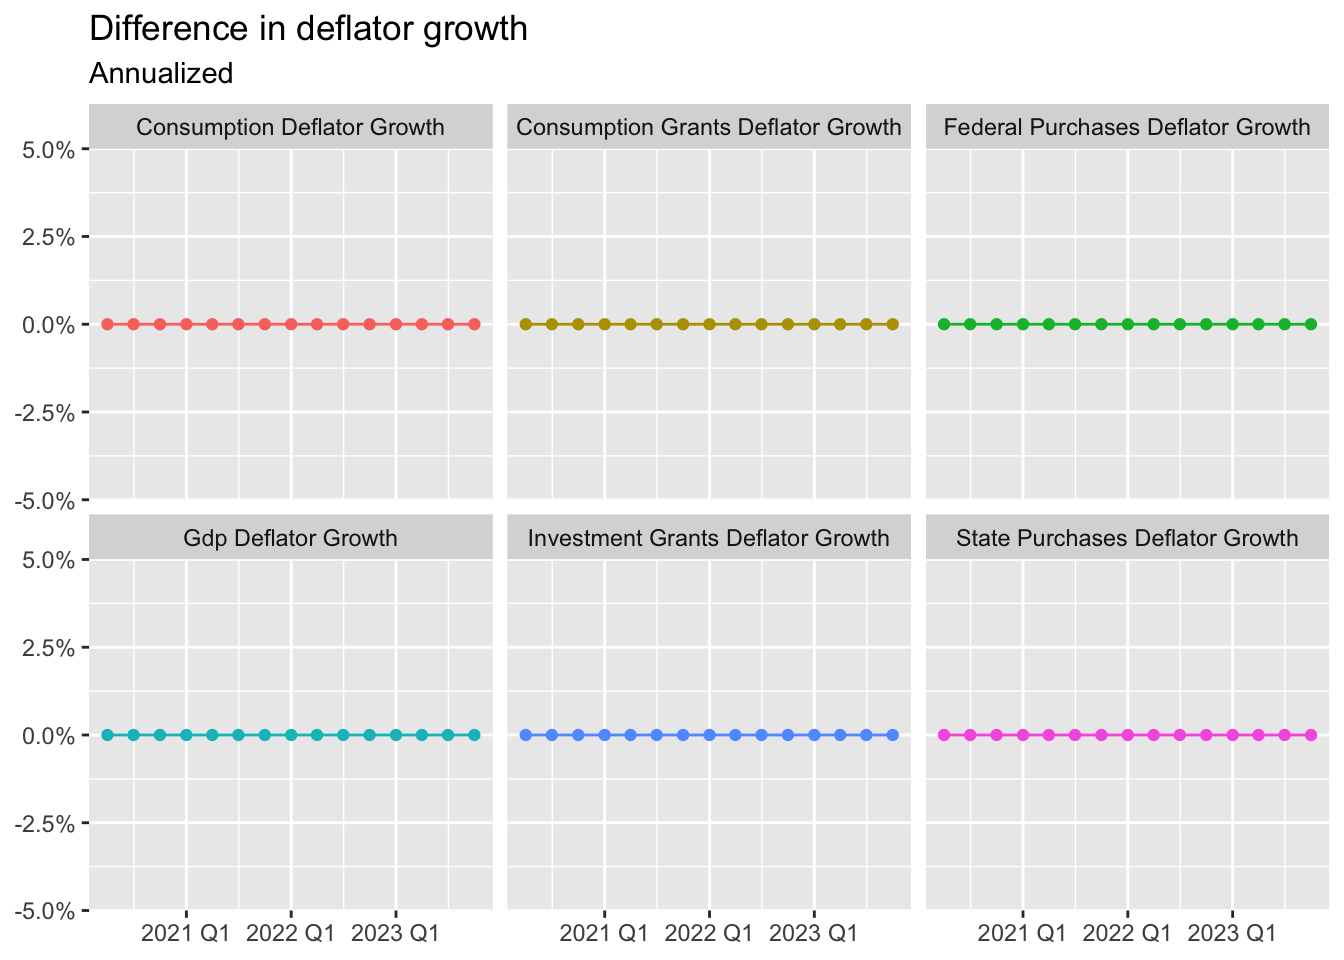 Difference in deflator growth
Annualized
Consumption Deflator Growth
Consumption Grants Deflator Growth
Federal Purchases Deflator Growth
5.0%
2.5%
0.0%
-2.5%
-5.0%
Gdp Deflator Growth
Investment Grants Deflator Growth
State Purchases Deflator Growth
5.0%
2.5%
0.0%
-2.5%
-5.0%
2021 Q1 2022 Q1 2023 Q1
2021 Q1 2022 Q1 2023 Q1
2021 Q1 2022 Q1 2023 Q1